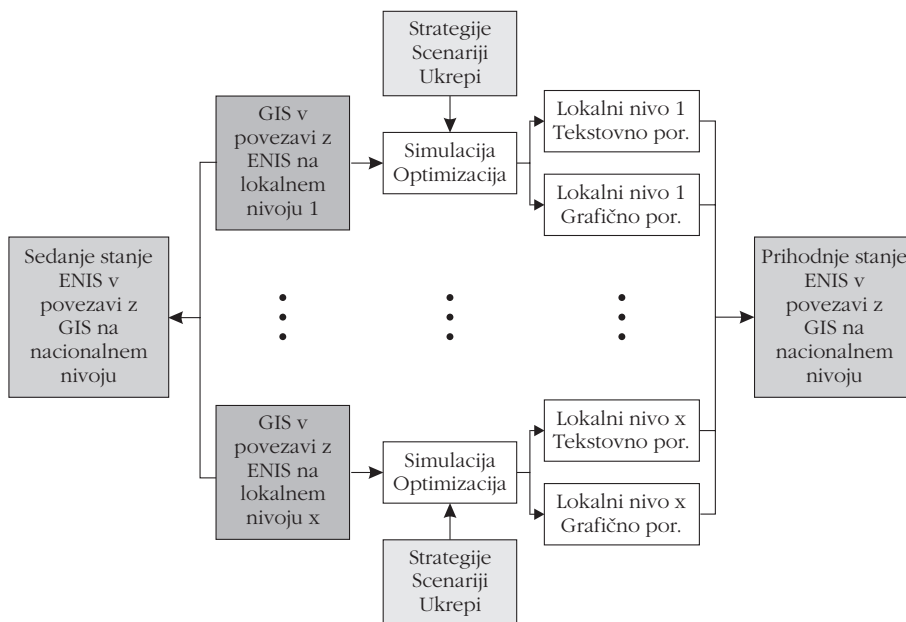 Strategije
Scenariji
Ukrepi
GIS v
povezavi z
ENIS na
lokalnem
nivoju 1
Simulacija
Optimizacija
Lokalni nivo 1
Tekstovno por.
Lokalni nivo 1
Grafično por.
Sedanje stanje
ENIS v
povezavi z
GIS na
nacionalnem
nivoju
Prihodnje stanje
ENIS v
povezavi z
GIS na
nacionalnem
nivoju
GIS v
povezavi z
ENIS na
lokalnem
nivoju x
Simulacija
Optimizacija
Lokalni nivo x
Tekstovno por.
Lokalni nivo x
Grafično por.
Strategije
Scenariji
Ukrepi